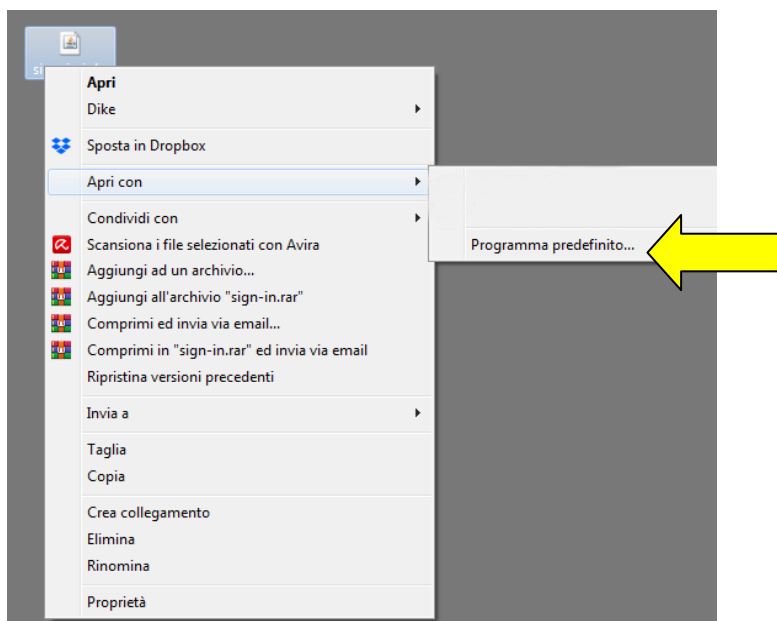 Apri
Dike
Sposta in Dropbox
Apri con
Condividi con
Programma predefinito...
Scansiona i file selezionati con Avira
Aggiungi ad un archivio...
Aggiungi all'archivio "sign-in.rar"
Comprimi ed invia via email...
Comprimi in "sign-in.rar" ed invia via email
Ripristina versioni precedenti
Invia a
Taglia
Copia
Crea collegamento
Elimina
Rinomina
Proprietà